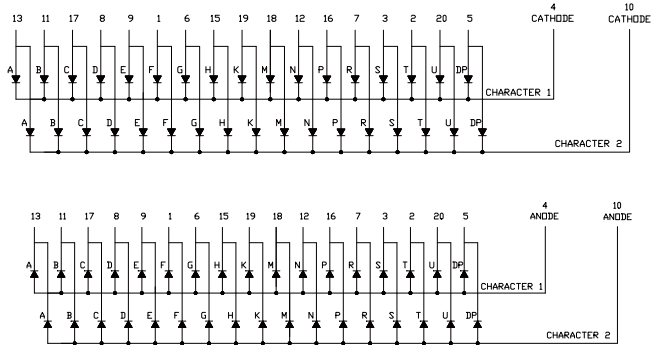 4 10
CATHODE CATHODE
13 11 17 8 9 1 6 15 19 18 12 16 7 3 2 20 5
A B C D E F G H K M N P R S T U DP
CHARACTER 1
A B C D E F G H K M N P R S T U DP
CHARACTER 2
13 11 17 8 9 1 6 15 19 18 12 16 7 3 2 20 5 4 10
ANODE ANODE
A B C D E F G H K M N P R S T U DP
CHARACTER 1
A B C D E F G H K M N P R S T U DP
CHARACTER 2